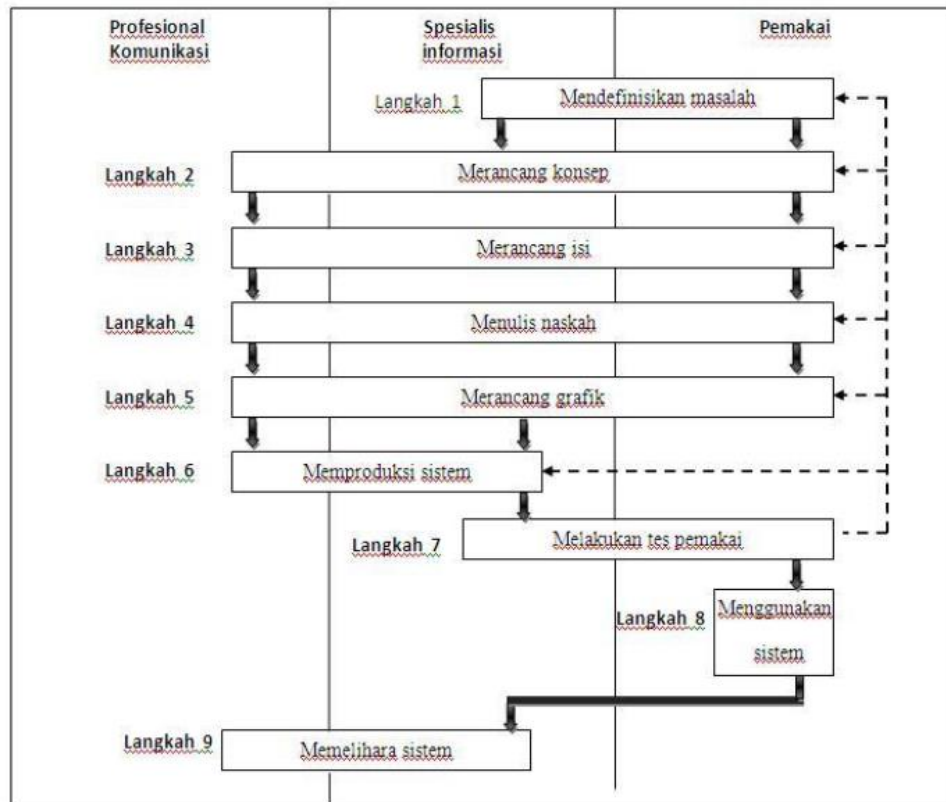 Profesional
Komunikasi
Spesialis
informasi
Pemakai
Langkah 1
Mendefinisikan masalah
Langkah 2
Merancang konsep
Langkah 3
Merancang isi
Langkah 4
Menulis naskah
Langkah 5
Merancang grafik
Langkah 6
Memproduksi sistem
Langkah 7
Melakukan tes pemakai
Langkah 8
Menggunakan
sistem
Langkah 9
Memelihara sistem